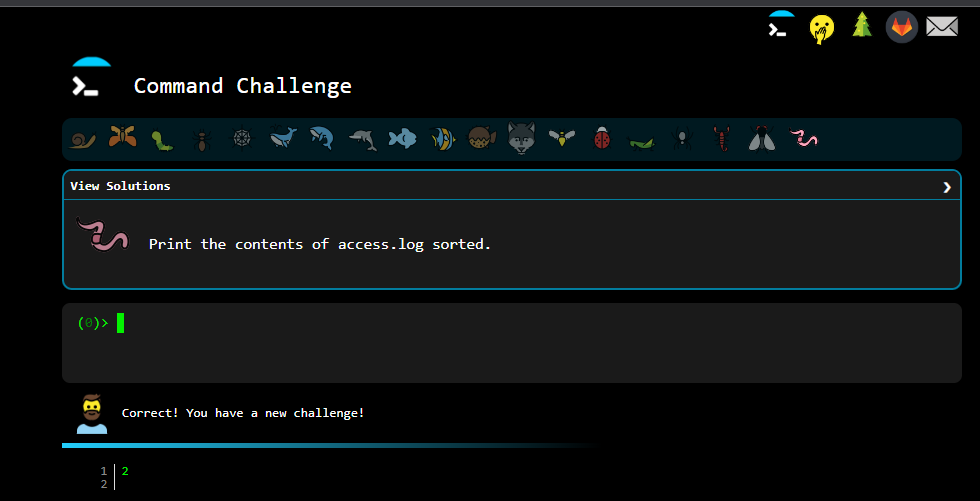 Command Challenge
View Solutions
Print the contents of access.log sorted.
(0)>
Correct! You have a new challenge!
1 2
2